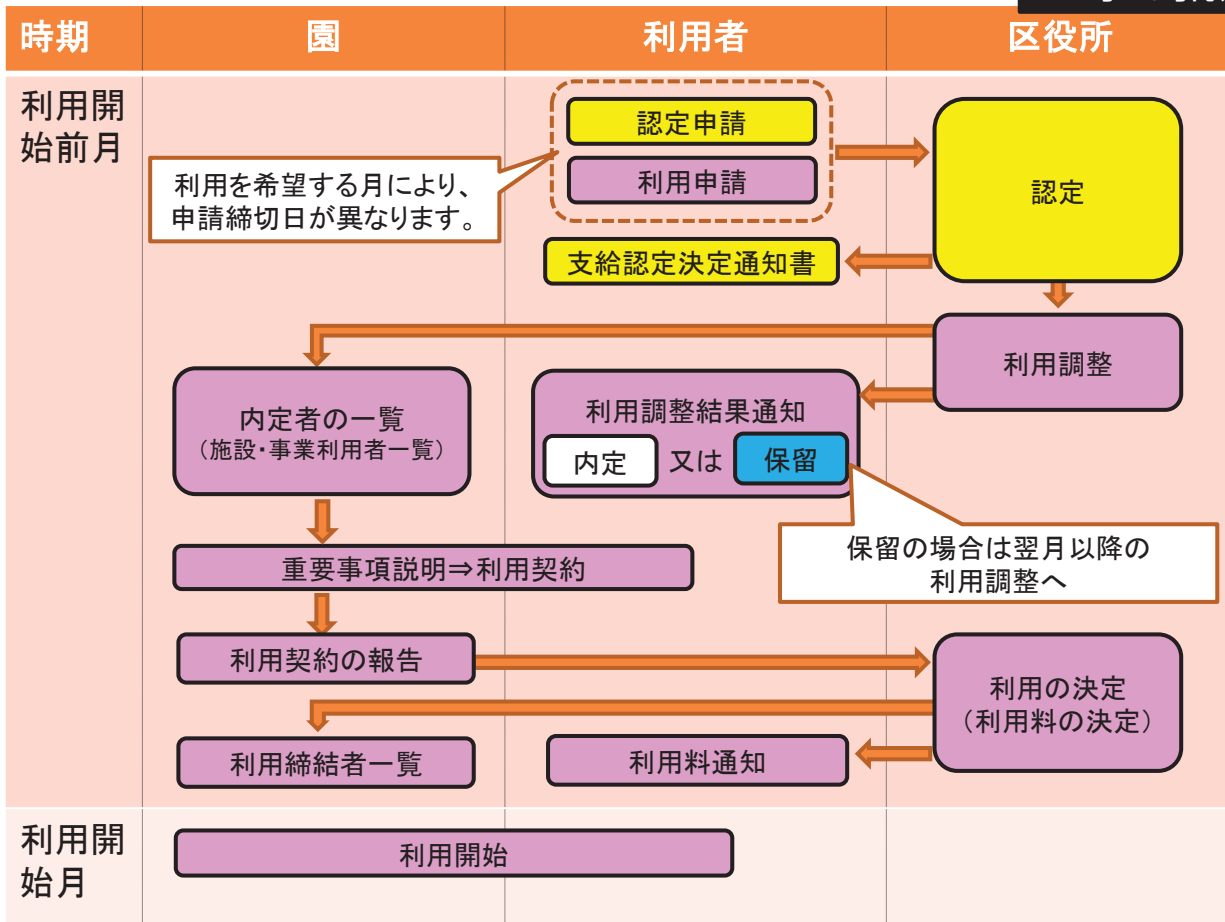 時期
園
利用者
区役所
利用開
始前月
認定申請
利用申請
認定
利用を希望する月により、
申請締切日が異なります。
支給認定決定通知書
利用調整
内定者の一覧
（施設・事業利用者一覧）
利用調整結果通知
内定 又は 保留
保留の場合は翌月以降の
利用調整へ
重要事項説明⇒利用契約
利用契約の報告
利用の決定
（利用料の決定）
利用締結者一覧
利用料通知
利用開
始月
利用開始